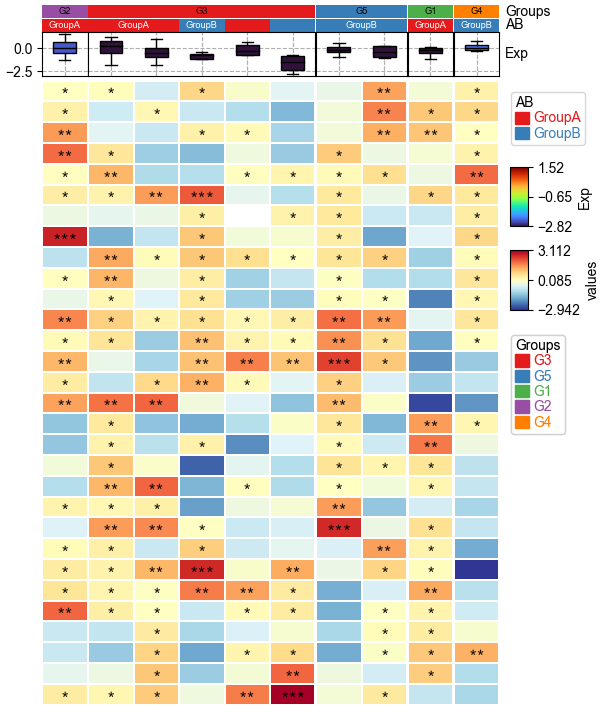 G2 G3 G5 G1 G4 Groups
GroupA GroupA GroupB GroupB GroupA GroupB AB
0.0
−2.5
Exp
* * * ** *
* * ** * *
** * * ** ** *
** * * *
* ** * * * * **
* * ** *** * * *
* * * *
*** * * *
** * * * * * * *
* ** * * *
* * * * *
** * * * * * ** ** *
* * ** * * ** * *
** ** ** ** *** *
* * ** * *
** ** ** **
* * ** *
* * * **
* * * *
** ** * * *
* * * **
** ** * *** *
* * * ** *
* * ** *** ** * *
* * * ** ** * **
** * * * * * *
* * *
* * * * * **
* ** *
* * * ** *** *
AB
GroupA
GroupB
1.52
−0.65
−2.82
Exp
3.112
0.085
−2.942
values
Groups
G3
G5
G1
G2
G4